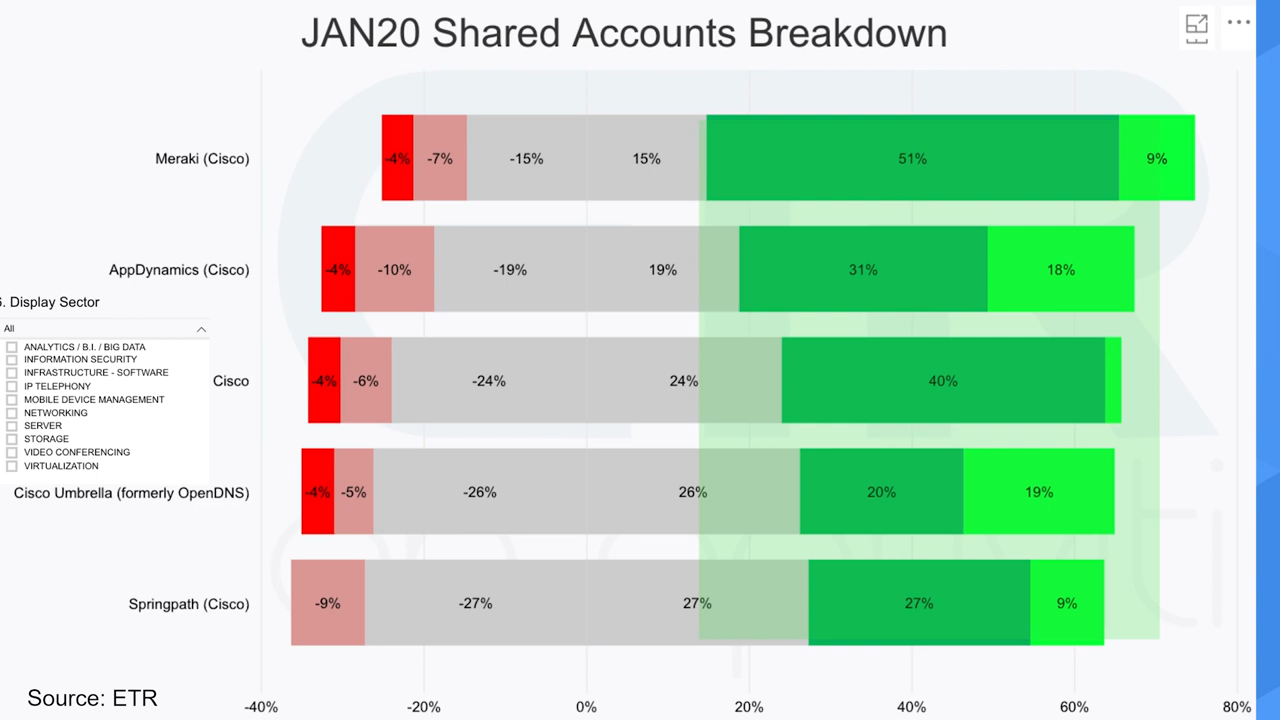 JAN20 Shared Accounts Breakdown
Meraki (Cisco)
-4% -7% -15% 15% 51% 9%
AppDynamics (Cisco)
-4% -10% -19% 19% 31% 18%
. Display Sector
All
ANALYTICS / B.I. / BIG DATA
INFORMATION SECURITY
INFRASTRUCTURE - SOFTWARE
IP TELEPHONY
MOBILE DEVICE MANAGEMENT
NETWORKING
SERVER
STORAGE
VIDEO CONFERENCING
VIRTUALIZATION
Cisco
-4% -6% -24% 24% 40%
Cisco Umbrella (formerly OpenDNS)
-4% -5% -26% 26% 20% 19%
Springpath (Cisco)
-9% -27% 27% 27% 9%
Source: ETR
-40% -20% 0% 20% 40% 60% 80%